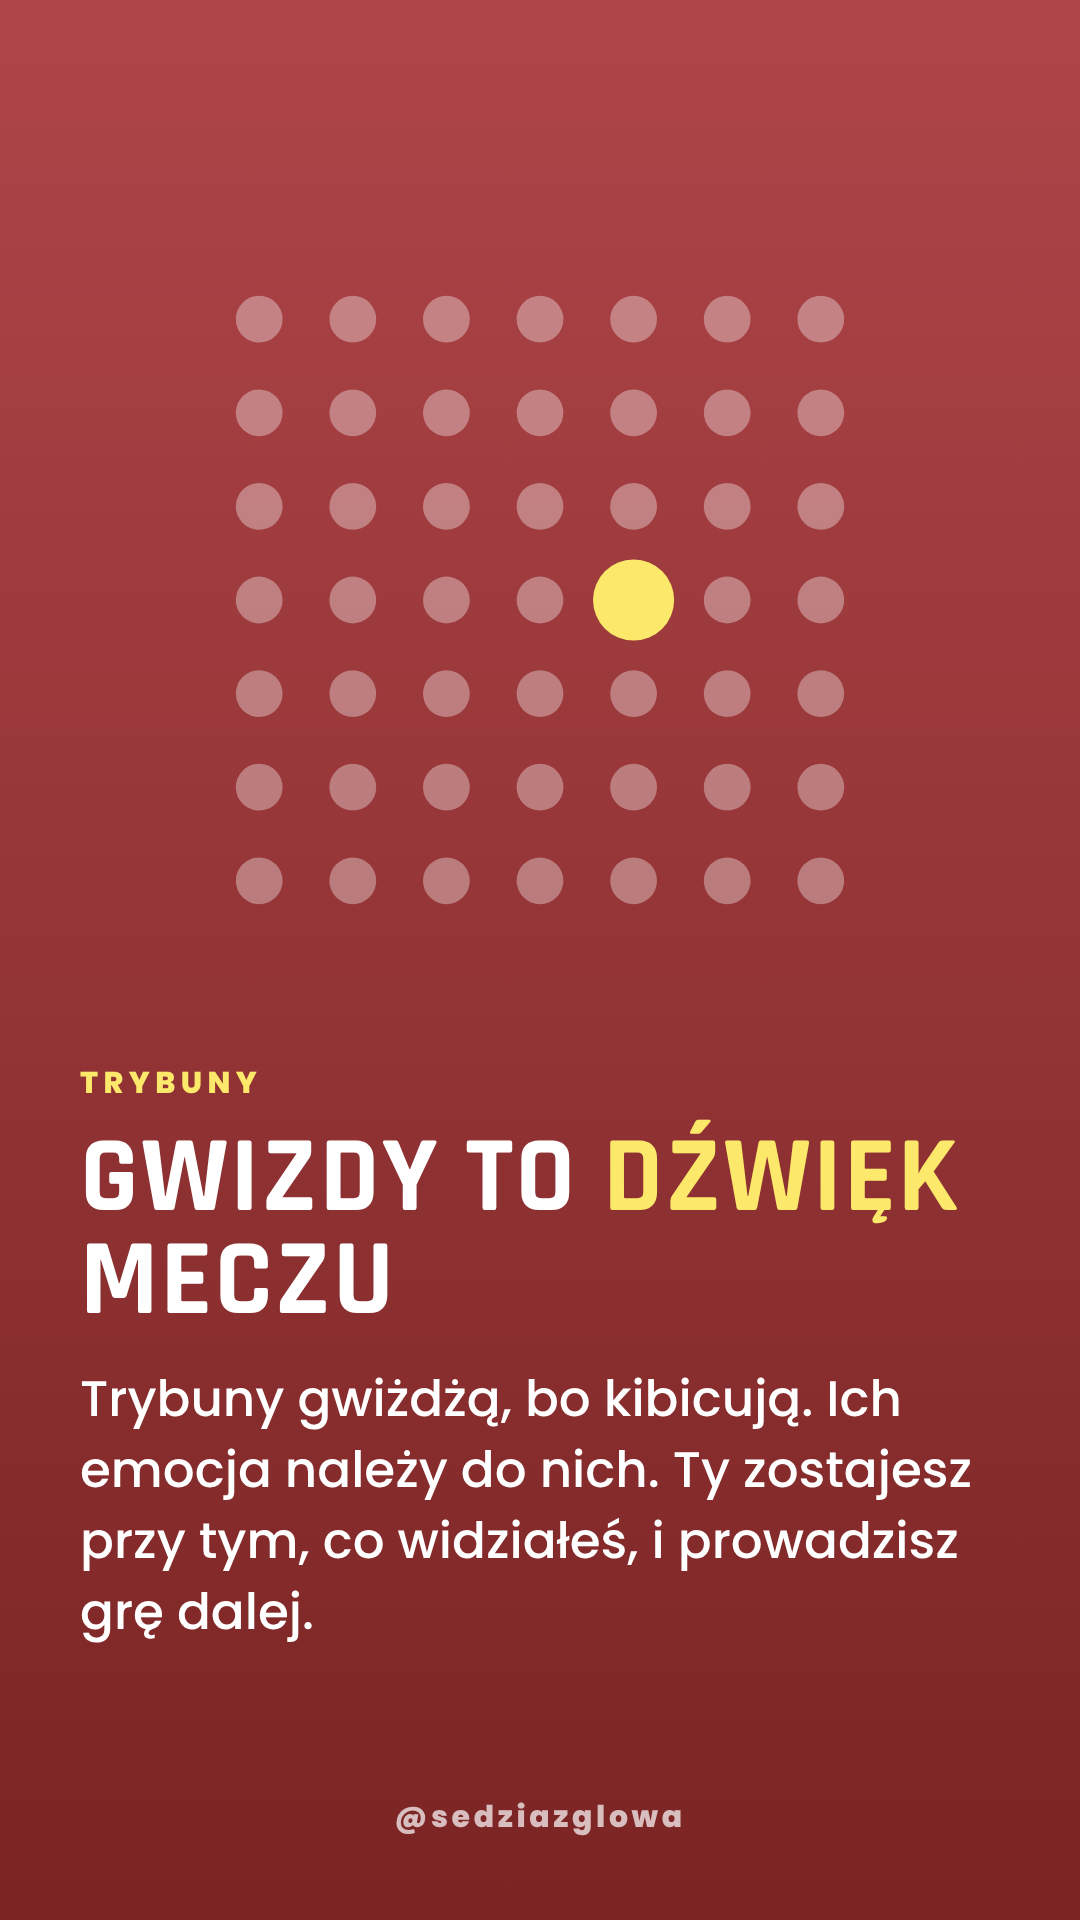 TRYBUNY
GWIZDY TO DŹWIĘK
MECZU
Trybuny gwiżdżą, bo kibicują. Ich
emocja należy do nich. Ty zostajesz
przy tym, co widziałeś, i prowadzisz
grę dalej.
@sedziazglowa